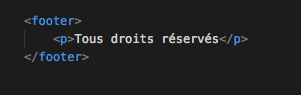 <footer>
<p>Tous droits réservés</p>
</footer>